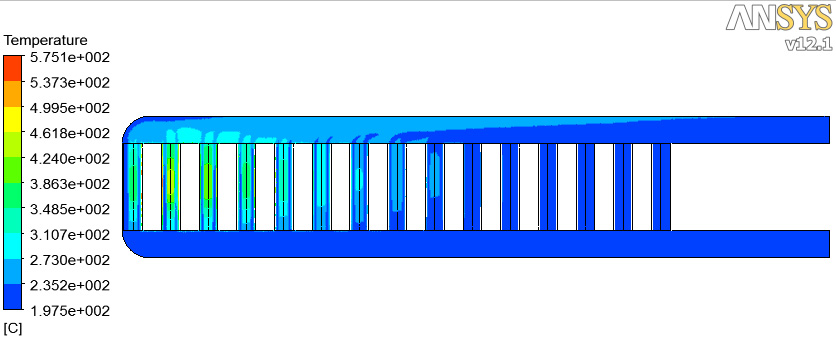 ANSYS
v12.1
Temperature
5.751e+002
5.373e+002
4.995e+002
4.618e+002
4.240e+002
3.863e+002
3.485e+002
3.107e+002
2.730e+002
2.352e+002
1.975e+002
[C]